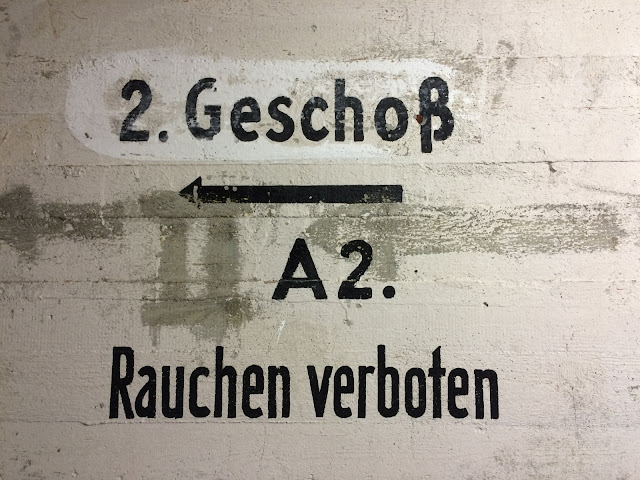 2. Geschoß
A2.
Rauchen verboten